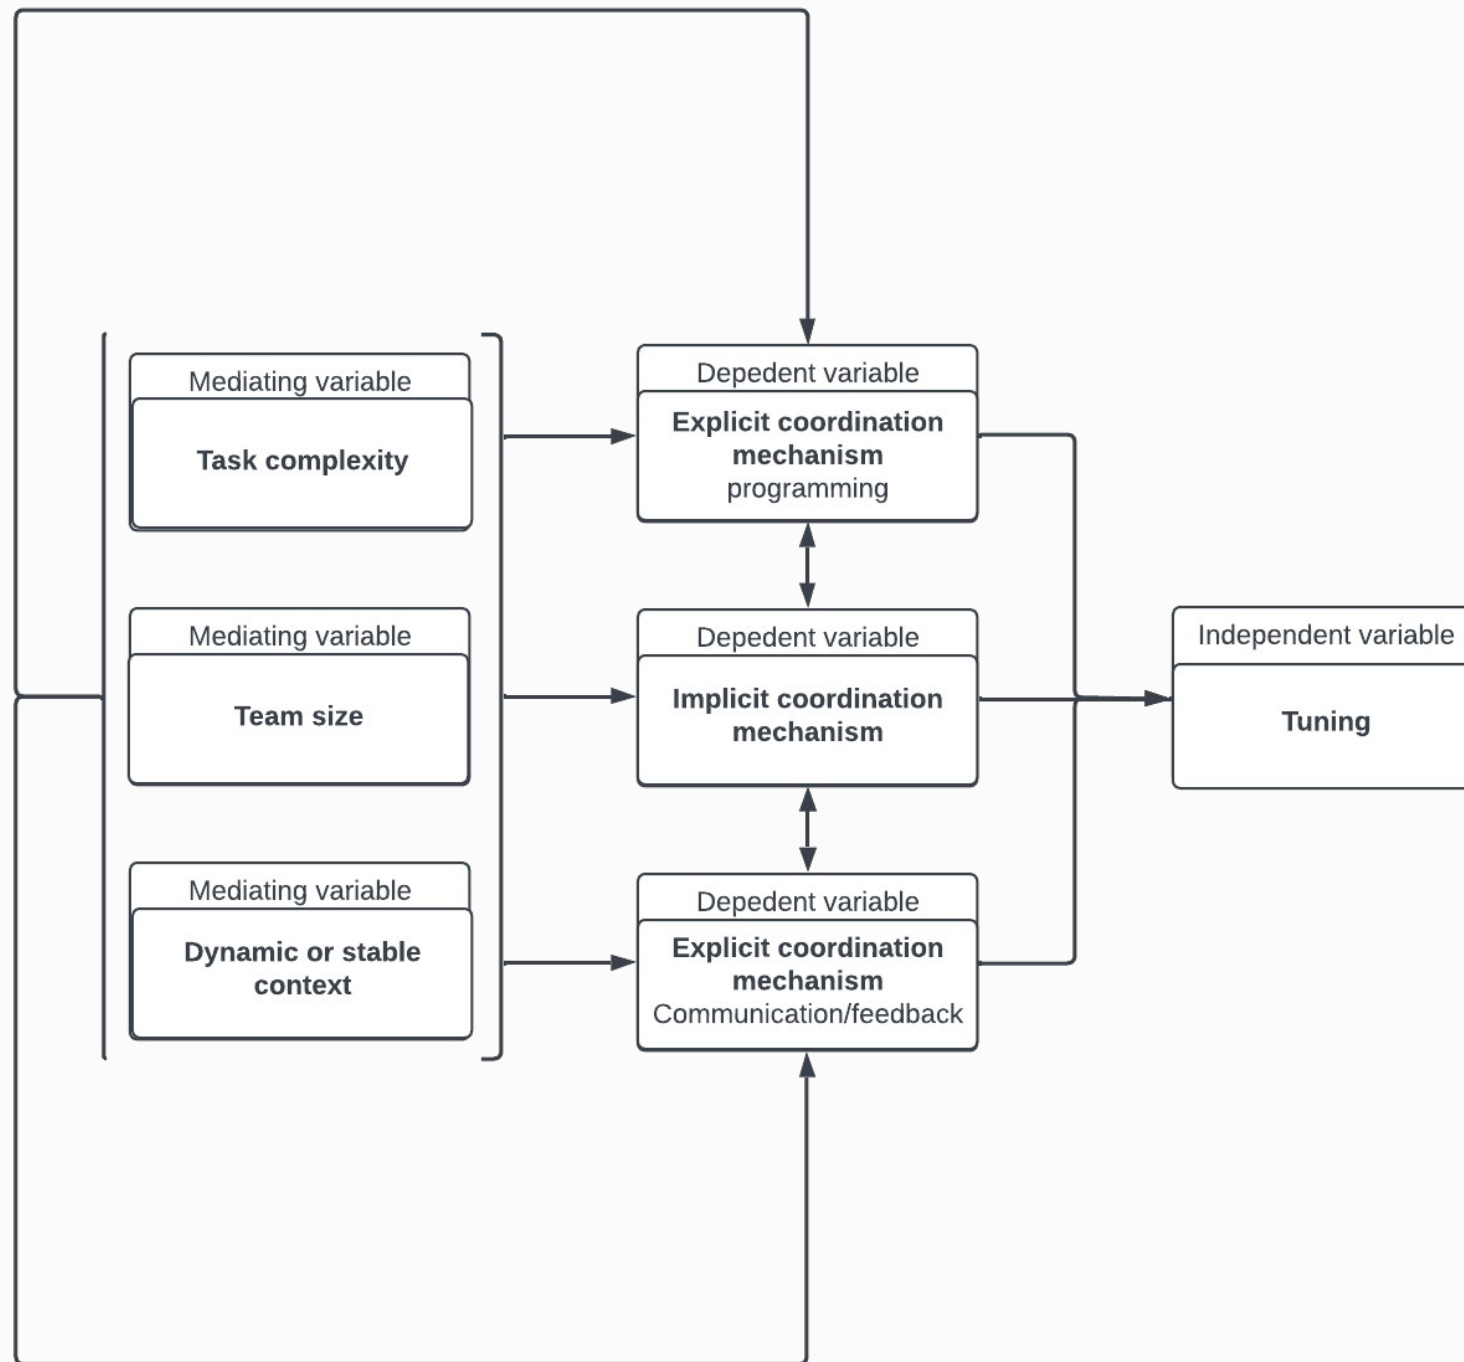 Mediating variable
Task complexity
Mediating variable
Team size
Mediating variable
Dynamic or stable
context
Depedent variable
Explicit coordination
mechanism
programming
Depedent variable
Implicit coordination
mechanism
Depedent variable
Explicit coordination
mechanism
Communication/feedback
Independent variable
Tuning